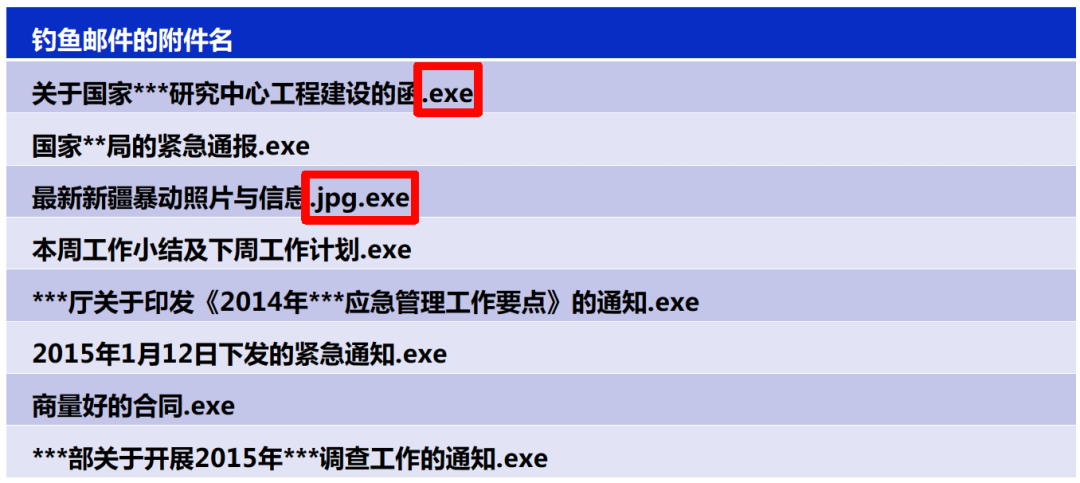 钓鱼邮件的附件名
关于国家***研究中心工程建设的函.exe
国家**局的紧急通报.exe
最新新疆暴动照片与信息.jpg.exe
本周工作小结及下周工作计划.exe
***厅关于印发《2014年***应急管理工作要点》的通知.exe
2015年1月12日下发的紧急通知.exe
商量好的合同.exe
***部关于开展2015年***调查工作的通知.exe